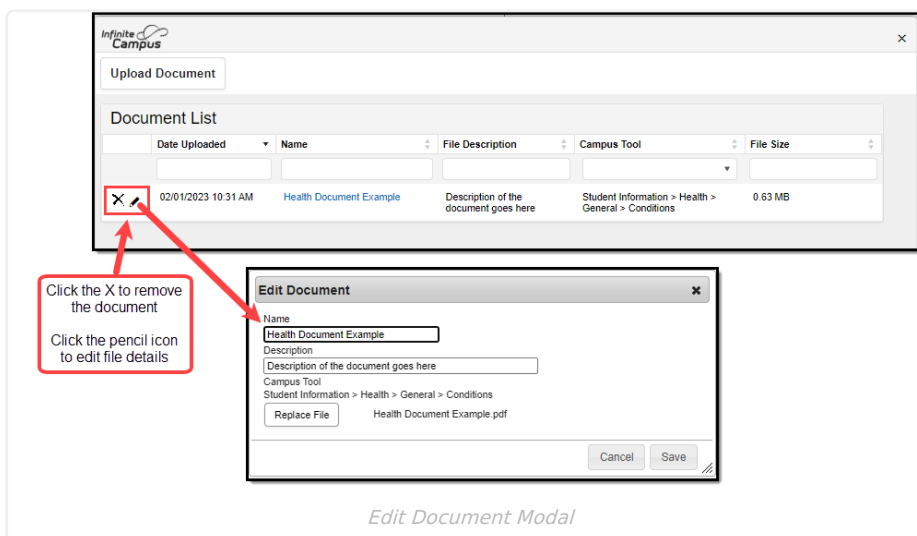 Infinite
Campus
×
Upload Document
Document List
Date Uploaded Name File Description Campus Tool File Size
02/01/2023 10:31 AM Health Document Example Description of the document goes here Student Information > Health > General > Conditions 0.63 MB
Click the X to remove
the document
Click the pencil icon
to edit file details
Edit Document
Name
Health Document Example
Description
Description of the document goes here
Campus Tool
Student Information > Health > General > Conditions
Replace File Health Document Example.pdf
Cancel Save
Edit Document Modal